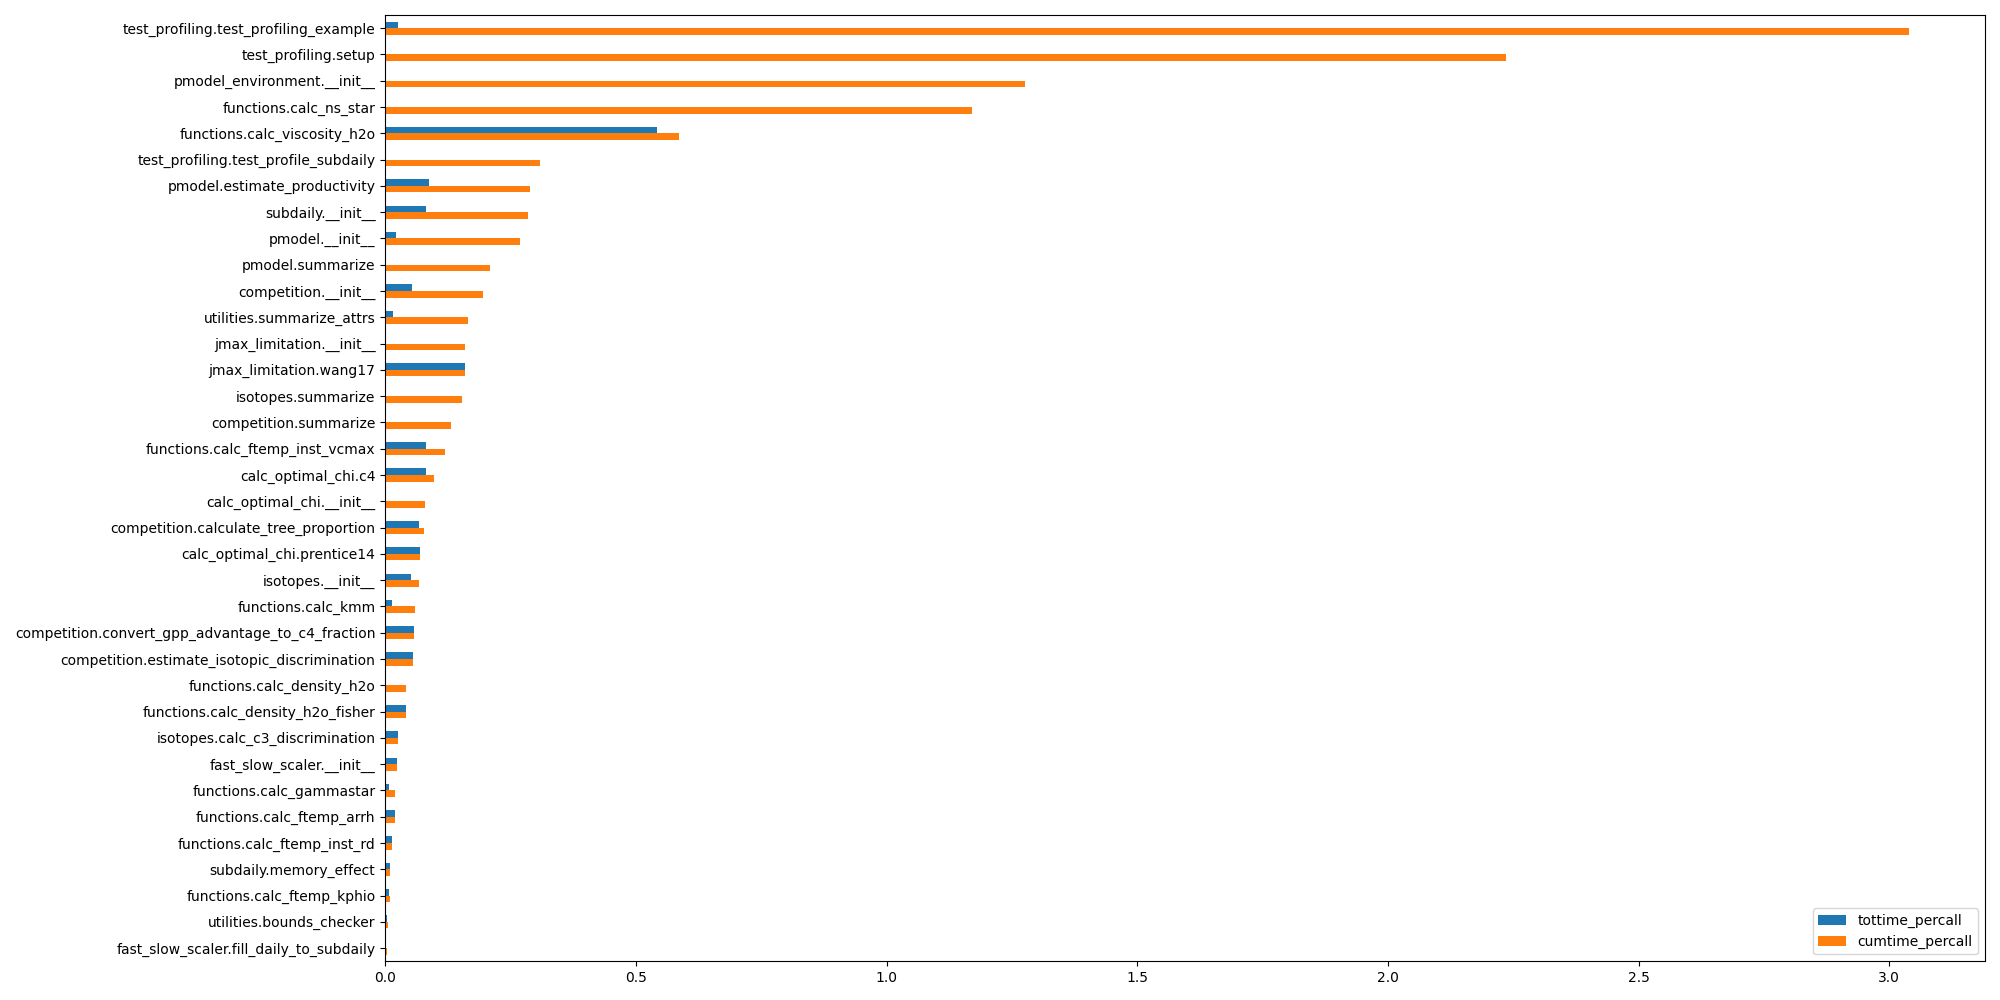 test_profiling.test_profiling_example
test_profiling.setup
pmodel_environment.__init__
functions.calc_ns_star
functions.calc_viscosity_h2o
test_profiling.test_profile_subdaily
pmodel.estimate_productivity
subdaily.__init__
pmodel.__init__
pmodel.summarize
competition.__init__
utilities.summarize_attrs
jmax_limitation.__init__
jmax_limitation.wang17
isotopes.summarize
competition.summarize
functions.calc_ftemp_inst_vcmax
calc_optimal_chi.c4
calc_optimal_chi.__init__
competition.calculate_tree_proportion
calc_optimal_chi.prentice14
isotopes.__init__
functions.calc_kmm
competition.convert_gpp_advantage_to_c4_fraction
competition.estimate_isotopic_discrimination
functions.calc_density_h2o
functions.calc_density_h2o_fisher
isotopes.calc_c3_discrimination
fast_slow_scaler.__init__
functions.calc_gammastar
functions.calc_ftemp_arrh
functions.calc_ftemp_inst_rd
subdaily.memory_effect
functions.calc_ftemp_kphio
utilities.bounds_checker
fast_slow_scaler.fill_daily_to_subdaily
tottime_percall
cumtime_percall
0.0 0.5 1.0 1.5 2.0 2.5 3.0